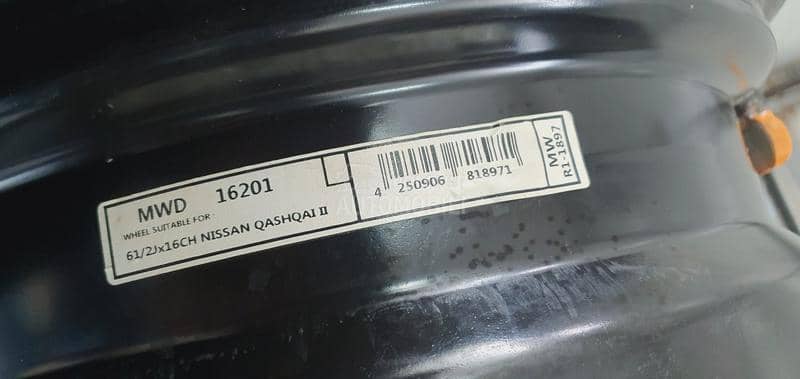 MWD 16201
WHEEL SUITABLE FOR:
61/2Jx16CH NISSAN QASHQAI II
4 250906 818971
MW
R1-1897